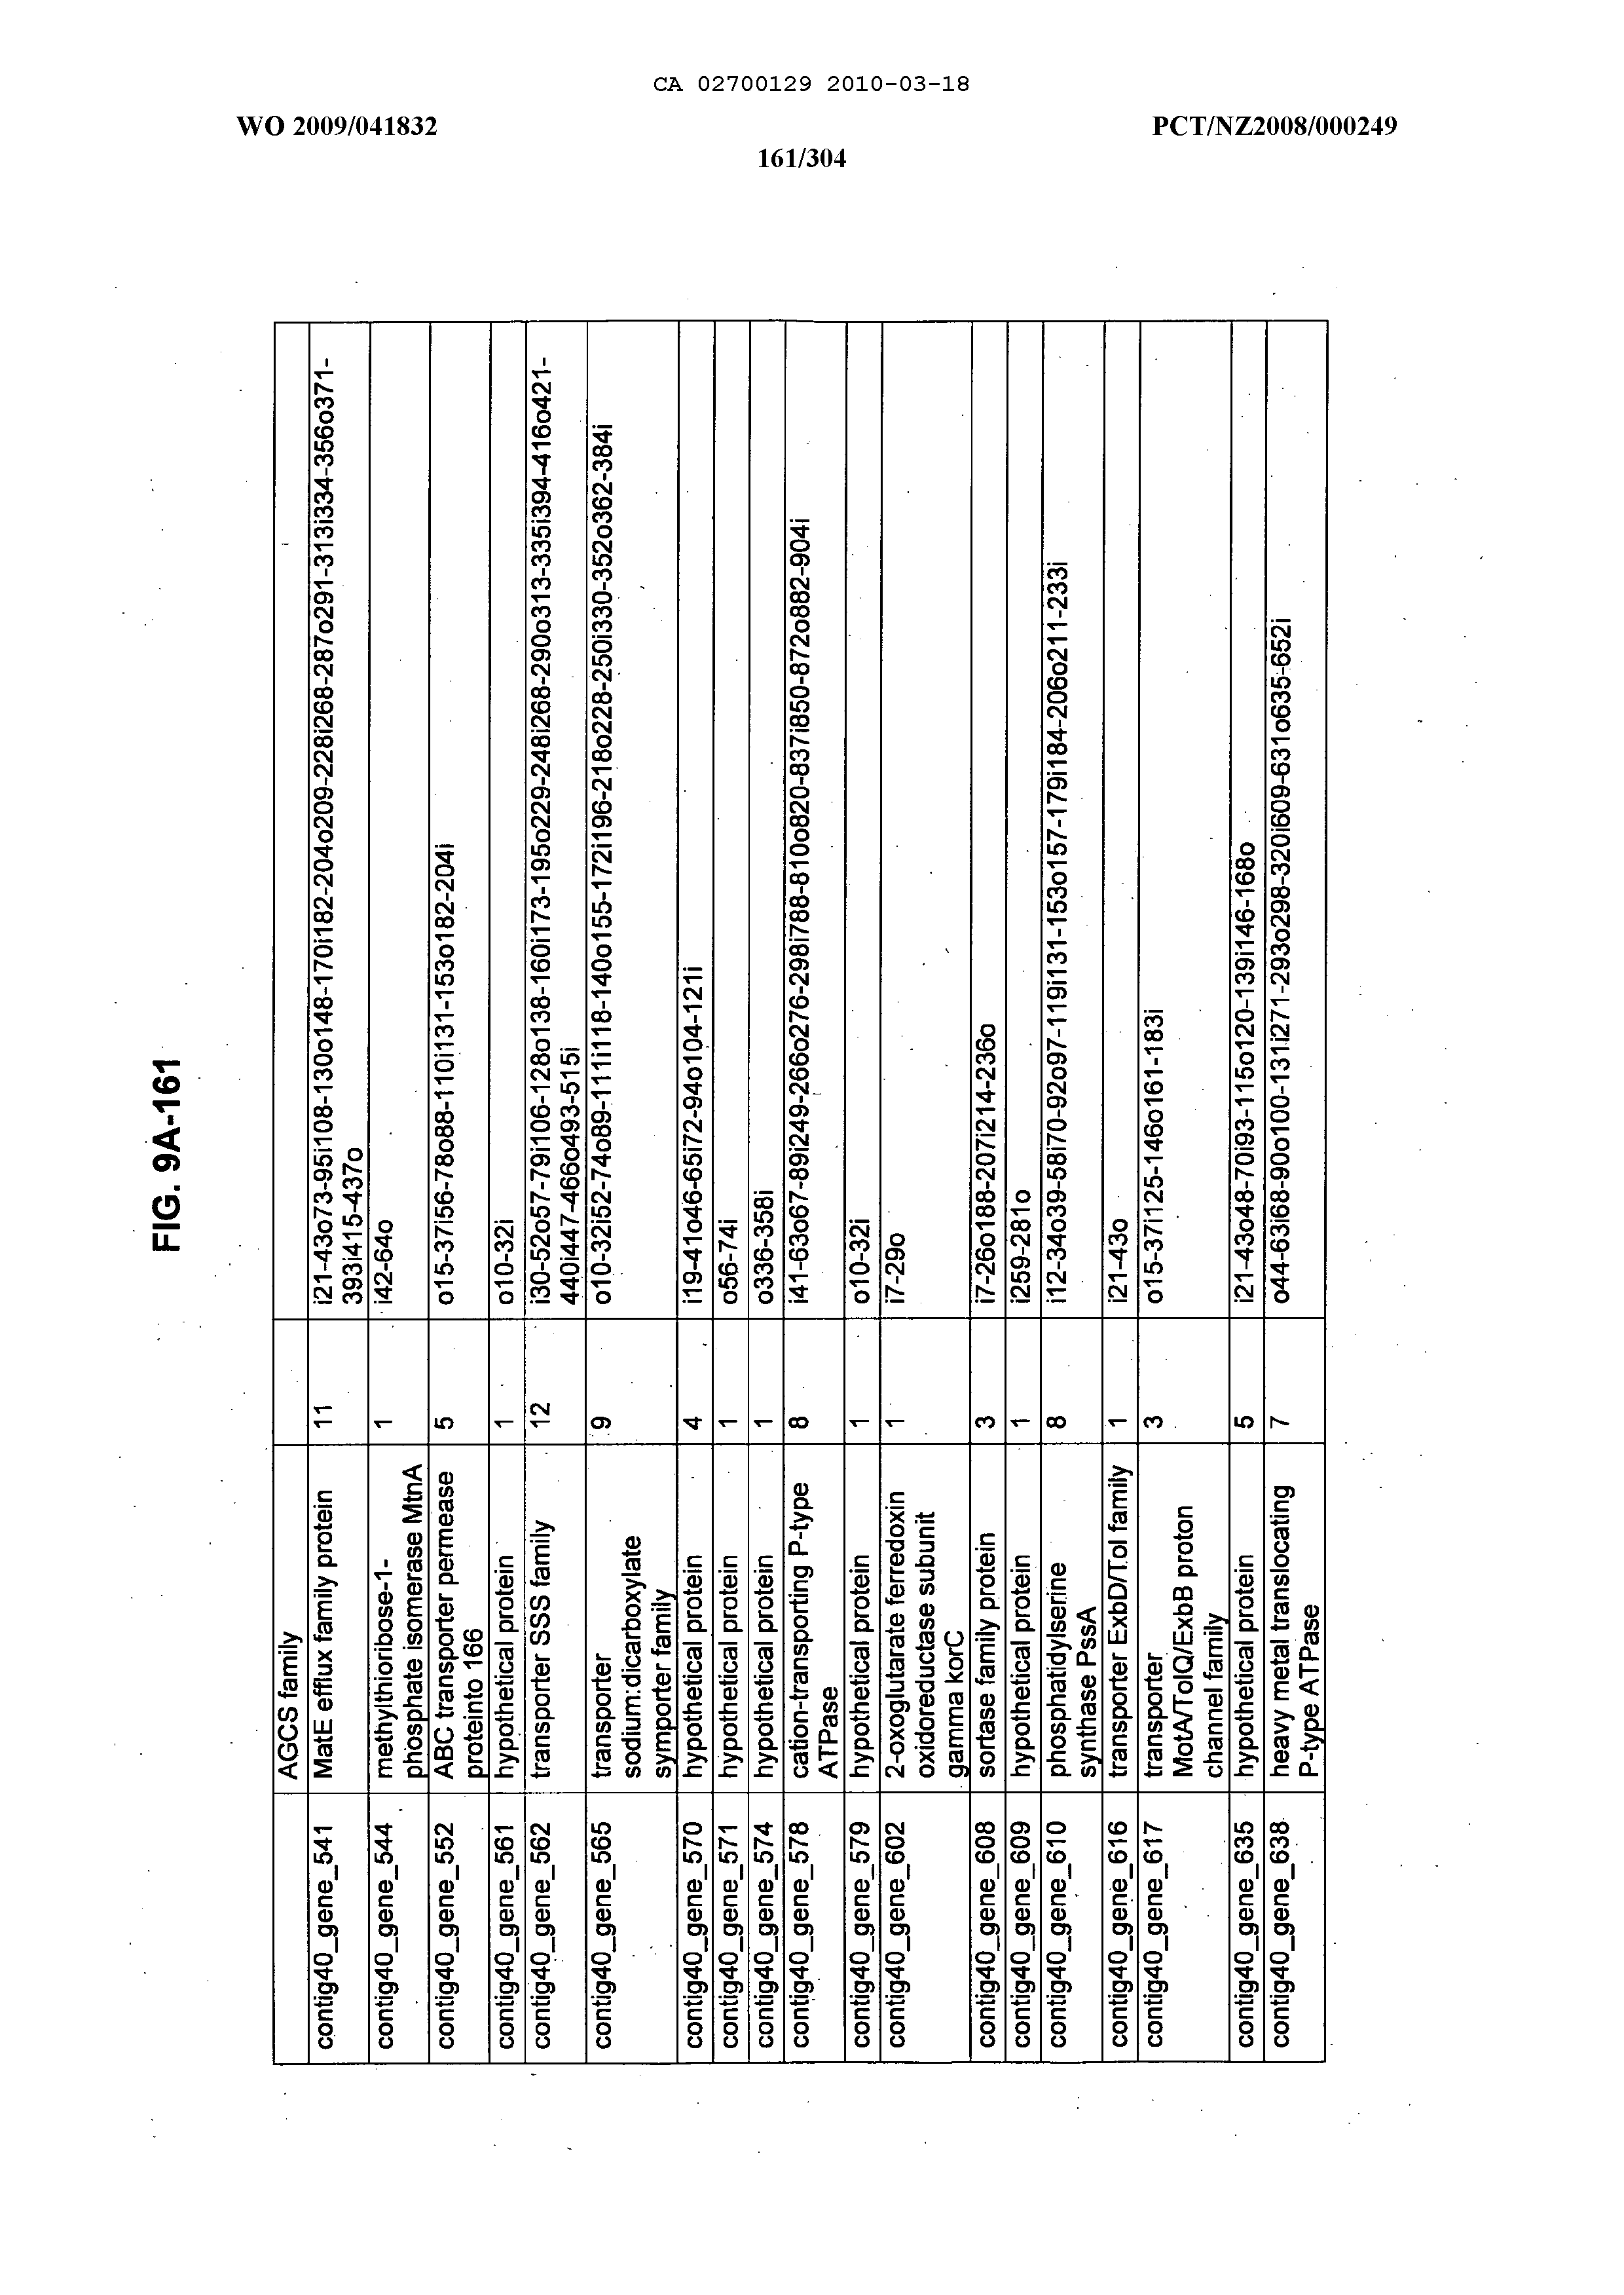 CA 02700129 2010-03-18
WO 2009/041832
PCT/NZ2008/000249
161/304
FIG. 9A-161
AGCS family
contig40_gene_541 MatE efflux family protein 11 i21-43o73-95i108-130o148-170i182-204o209-228i268-287o291-313i334-356o371-
393i415-437o
contig40_gene_544 methylthioribose-1- 1 i42-64o
phosphate isomerase MtnA
contig40_gene_552 ABC transporter permease 5 o15-37i56-78o88-110i131-153o182-204i
proteinto 166
contig40_gene_561 hypothetical protein 1 o10-32i
contig40_gene_562 transporter SSS family 12 i30-52o57-79i106-128o138-160i173-195o229-248i268-290o313-335i394-416o421-
440i447-466o493-515i
contig40_gene_565 transporter 9 o10-32i52-74o89-111i118-140o155-172i196-218o228-250i330-352o362-384i
sodium:dicarboxylate
symporter family
contig40_gene_570 hypothetical protein 4 i19-41o46-65i72-94o104-121i
contig40_gene_571 hypothetical protein 1 o56-74i
contig40_gene_574 hypothetical protein 1 o336-358i
contig40_gene_578 cation-transporting P-type 8 i41-63o67-89i249-266o276-298i788-810o820-837i850-872o882-904i
ATPase
contig40_gene_579 hypothetical protein 1 o10-32i
contig40_gene_602 2-oxoglutarate ferredoxin 1 i7-29o
oxidoreductase subunit
gamma korC
contig40_gene_608 sortase family protein 3 i7-26o188-207i214-236o
contig40_gene_609 hypothetical protein 1 i259-281o
contig40_gene_610 phosphatidylserine 8 i12-34o39-58i70-92o97-119i131-153o157-179i184-206o211-233i
synthase PssA
contig40_gene_616 transporter ExbD/Tol family 1 i21-43o
contig40_gene_617 transporter 3 o15-37i125-146o161-183i
MotA/TolQ/ExbB proton
channel family
contig40_gene_635 hypothetical protein 5 i21-43o48-70i93-115o120-139i146-168o
contig40_gene_638 heavy metal translocating 7 o44-63i68-90o100-131i271-293o298-320i609-631o635-652i
P-type ATPase